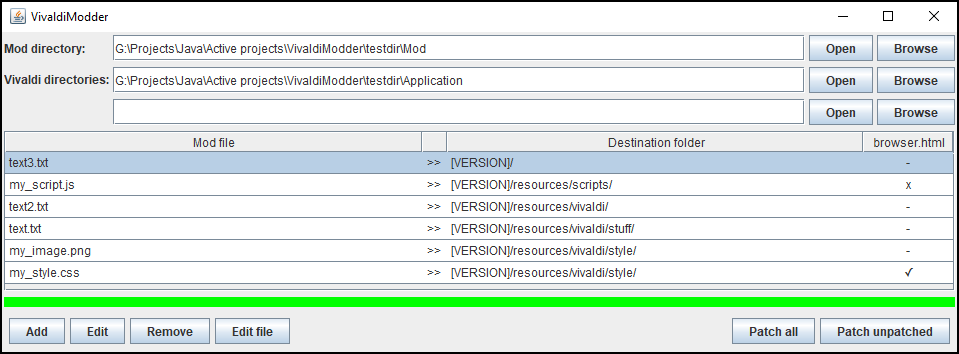 VivaldiModder
Mod directory: G:\Projects\Java\Active projects\VivaldiModder\testdir\Mod Open Browse
Vivaldi directories: G:\Projects\Java\Active projects\VivaldiModder\testdir\Application Open Browse
Open Browse
Mod file Destination folder browser.html
text3.txt >> [VERSION]/ -
my_script.js >> [VERSION]/resources/scripts/ x
text2.txt >> [VERSION]/resources/vivaldi/ -
text.txt >> [VERSION]/resources/vivaldi/stuff/ -
my_image.png >> [VERSION]/resources/vivaldi/style/ -
my_style.css >> [VERSION]/resources/vivaldi/style/ ✓
Add Edit Remove Edit file Patch all Patch unpatched